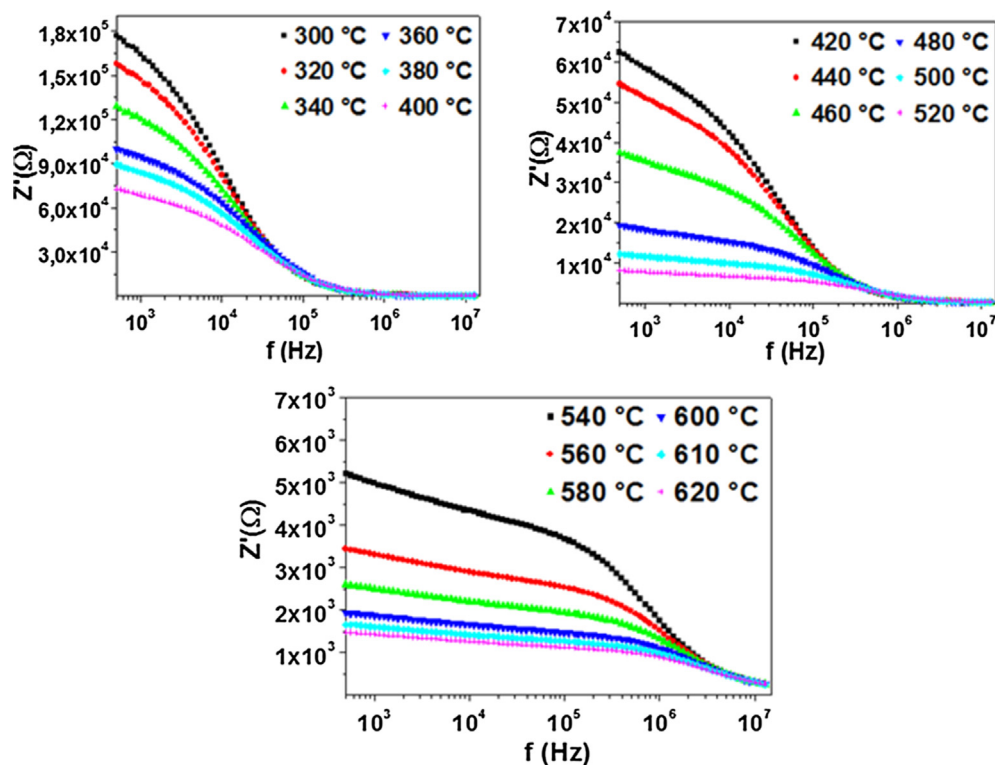 1,8x10⁵
1,5x10⁵
1,2x10⁵
9,0x10⁴
6,0x10⁴
3,0x10⁴
Z'(Ω)
300 °C 360 °C
320 °C 380 °C
340 °C 400 °C
10³ 10⁴ 10⁵ 10⁶ 10⁷
f (Hz)
7x10⁴
6x10⁴
5x10⁴
4x10⁴
3x10⁴
2x10⁴
1x10⁴
Z'(Ω)
420 °C 480 °C
440 °C 500 °C
460 °C 520 °C
10³ 10⁴ 10⁵ 10⁶ 10⁷
f (Hz)
7x10³
6x10³
5x10³
4x10³
3x10³
2x10³
1x10³
Z'(Ω)
540 °C 600 °C
560 °C 610 °C
580 °C 620 °C
10³ 10⁴ 10⁵ 10⁶ 10⁷
f (Hz)